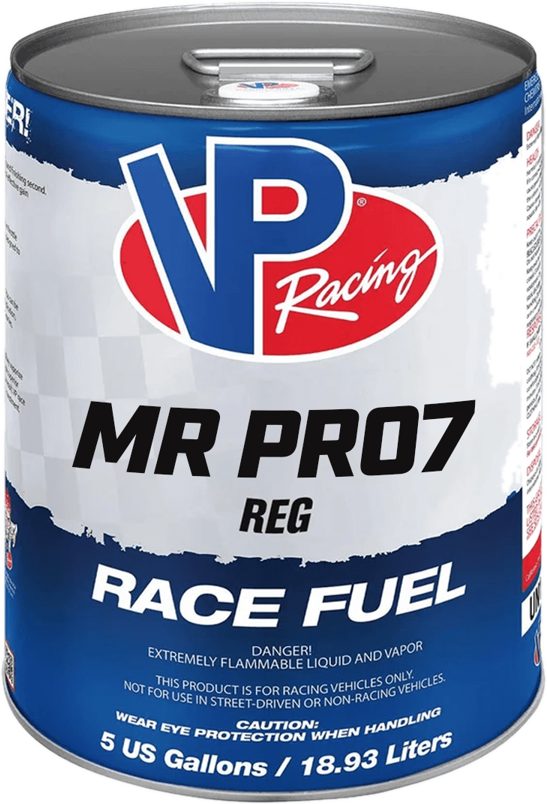 VP
VP
Racing
®
MR PRO7
REG
RACE FUEL
DANGER!
EXTREMELY FLAMMABLE LIQUID AND VAPOR
THIS PRODUCT IS FOR RACING VEHICLES ONLY.
NOT FOR USE IN STREET-DRIVEN OR NON-RACING VEHICLES.
CAUTION:
WEAR EYE PROTECTION WHEN HANDLING
5 US Gallons / 18.93 Liters